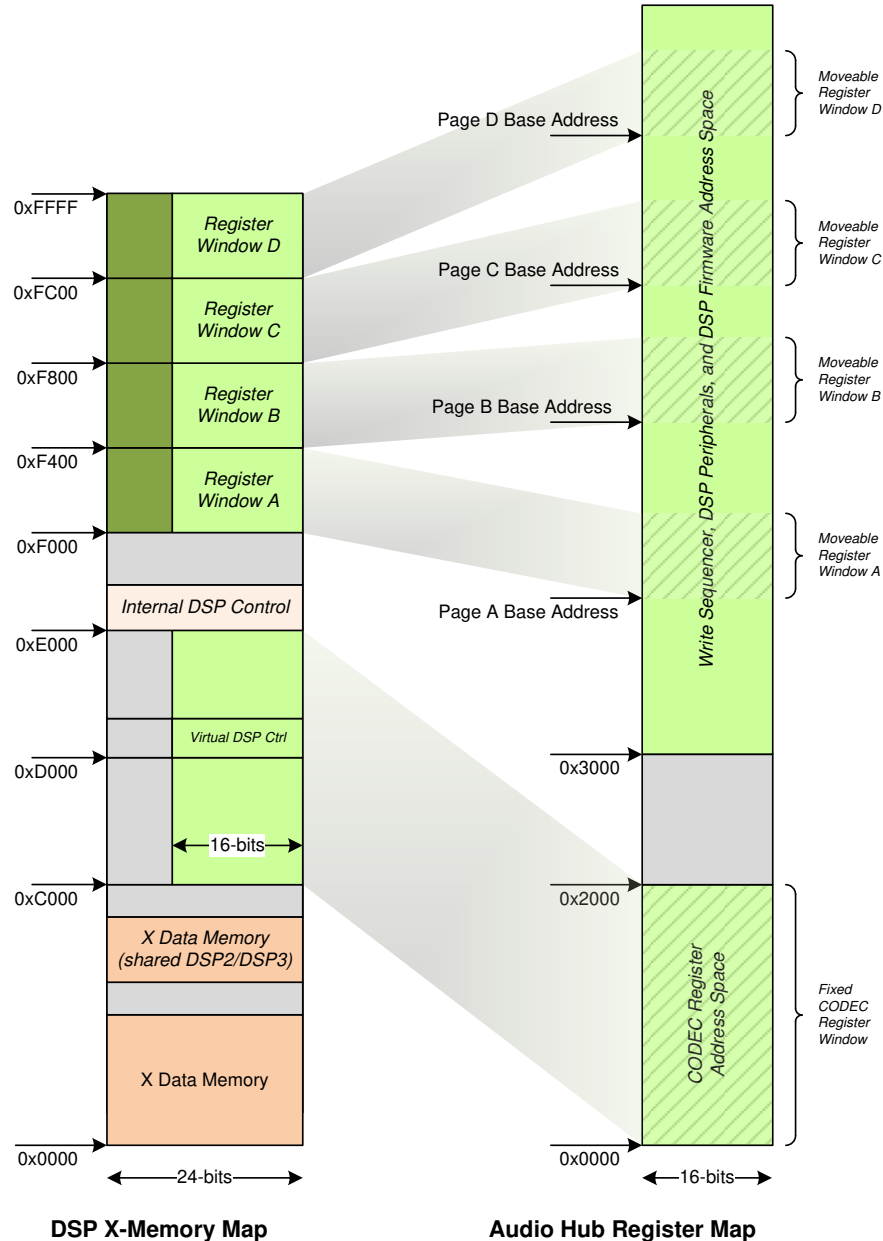 Moveable
Register
Window D
Page D Base Address
0xFFFF
Register
Window D
Moveable
Register
Window C
Page C Base Address
0xFC00
Register
Window C
0xF800
Moveable
Register
Window B
Register
Window B
Page B Base Address
0xF400
Register
Window A
Moveable
Register
Window A
0xF000
Write Sequencer, DSP Peripherals, and DSP Firmware Address Space
Internal DSP Control
Page A Base Address
0xE000
Virtual DSP Ctrl
0xD000
0x3000
16-bits
0xC000
0x2000
X Data Memory
(shared DSP2/DSP3)
CODEC Register
Address Space
Fixed
CODEC
Register
Window
X Data Memory
0x0000
0x0000
24-bits
16-bits
DSP X-Memory Map
Audio Hub Register Map